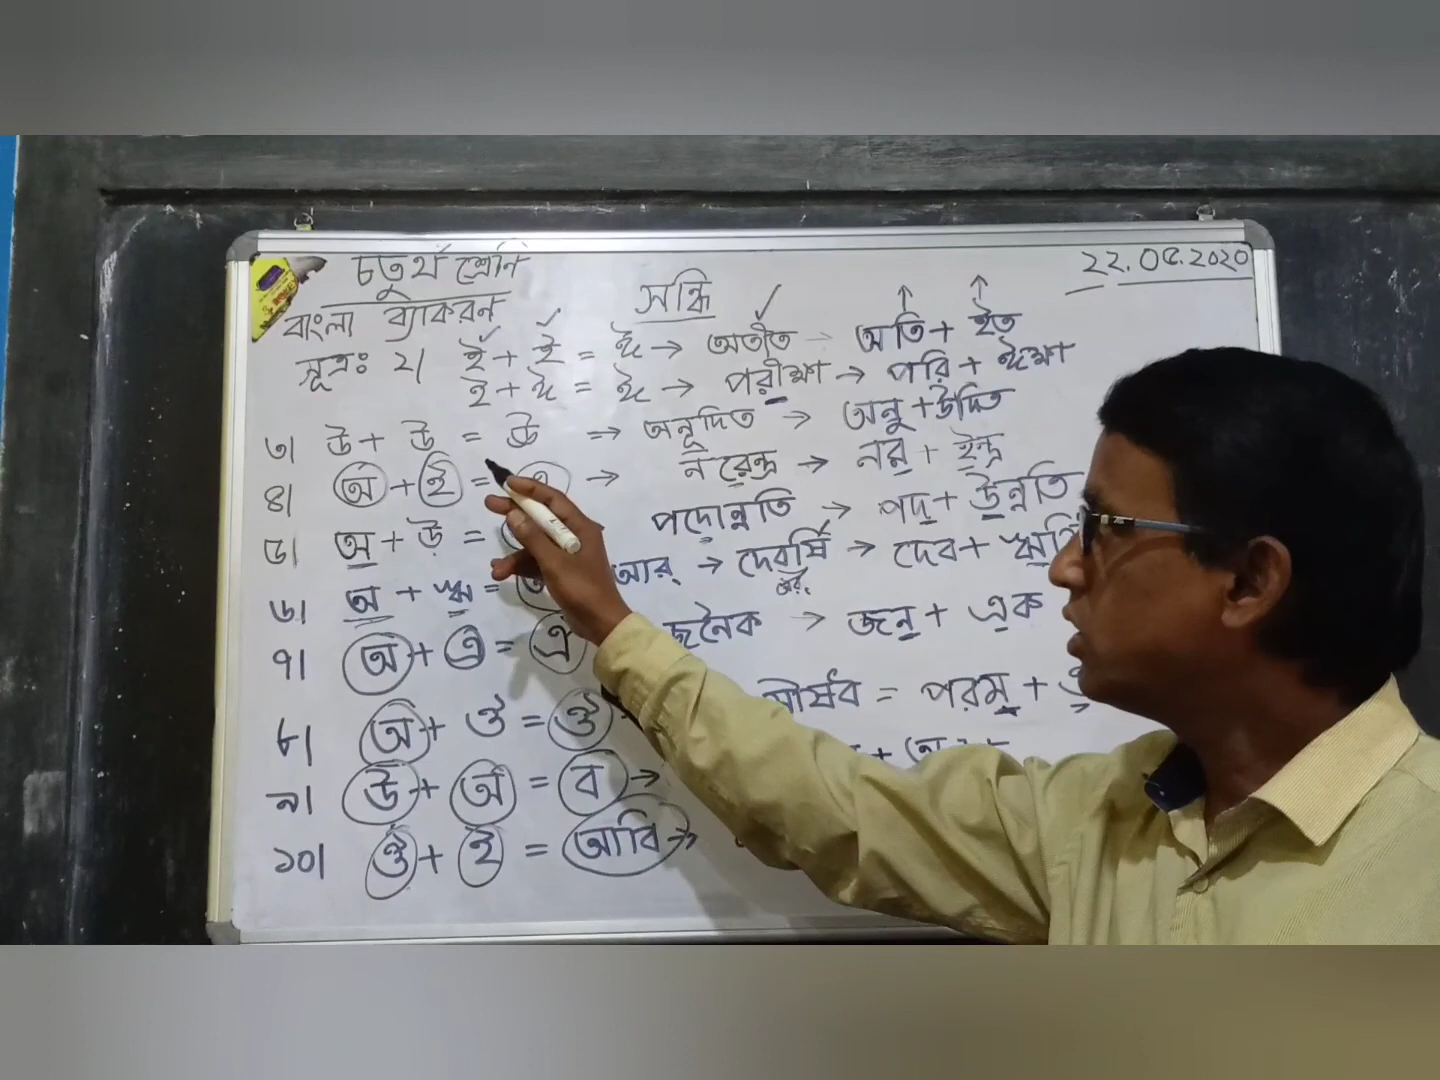 চতুর্থ শ্রেনি
বাংলা ব্যাকরন
সন্ধি
২২.০৫.২০২০
সূত্রঃ ২। ই + ই = ঈ → অতীত → অতি + ইত
ই + ঈ = ঈ → পরীক্ষা → পরি + ঈক্ষা
৩। উ + উ = ঊ → অনূদিত → অনু + উদিত
৪। অ + ই = এ → নরেন্দ্র → নর + ইন্দ্র
৫। অ + উ = পদোন্নতি → পদ + উন্নতি
৬। অ + ঋ = আর্ → দেবর্ষি → দেব + ঋষি
অর্
৭। অ + এ = ঐ জনৈক → জন + এক
৮। অ + ঔ = ঔ = পরম +
৯। উ + অ = ব →
১০। ঔ + ই = আবি →